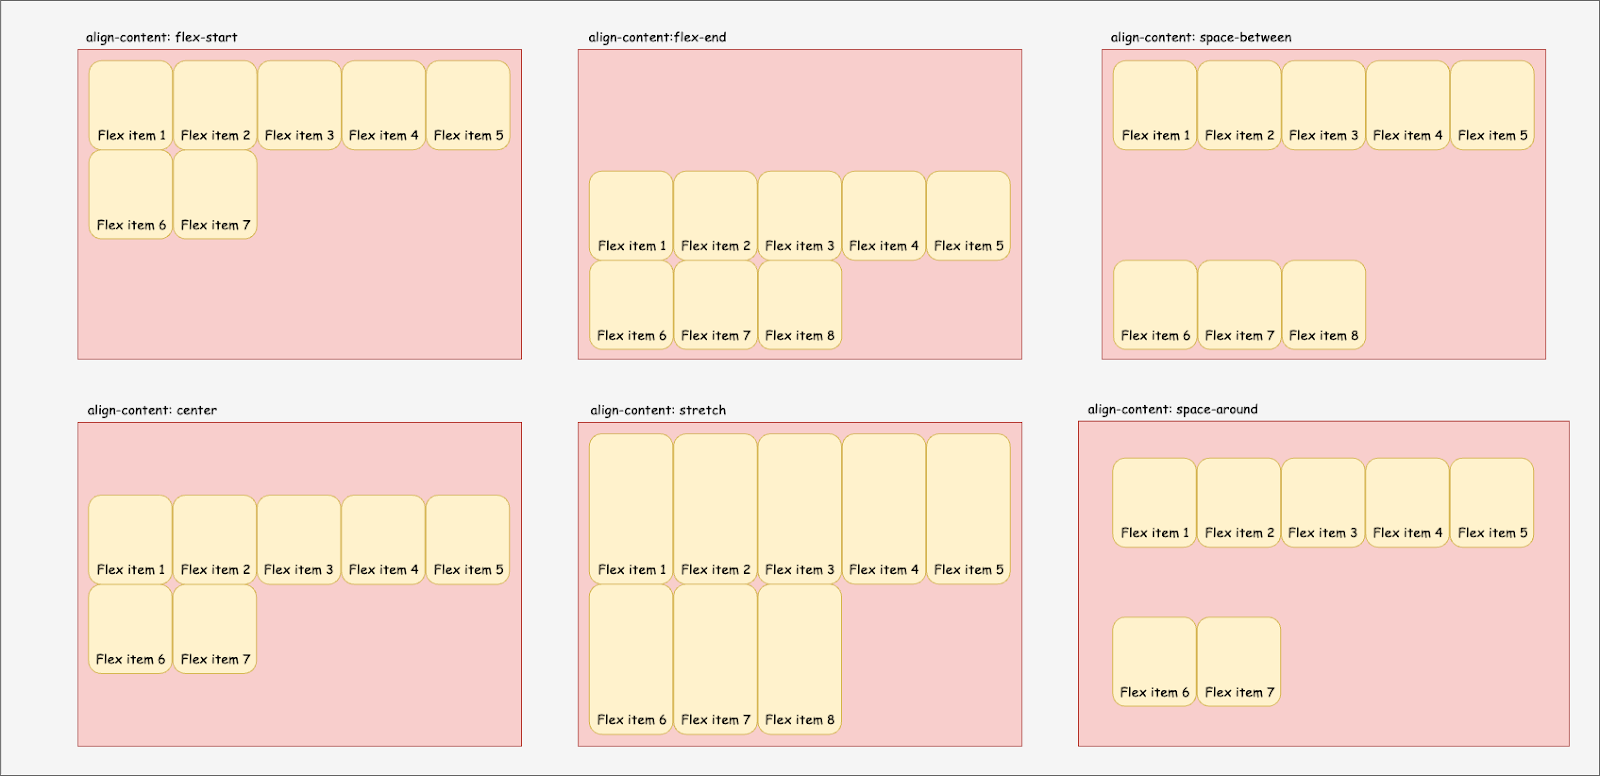 align-content: flex-start
Flex item 1 Flex item 2 Flex item 3 Flex item 4 Flex item 5
Flex item 6 Flex item 7
align-content:flex-end
Flex item 1 Flex item 2 Flex item 3 Flex item 4 Flex item 5
Flex item 6 Flex item 7 Flex item 8
align-content: space-between
Flex item 1 Flex item 2 Flex item 3 Flex item 4 Flex item 5
Flex item 6 Flex item 7 Flex item 8
align-content: center
Flex item 1 Flex item 2 Flex item 3 Flex item 4 Flex item 5
Flex item 6 Flex item 7
align-content: stretch
Flex item 1 Flex item 2 Flex item 3 Flex item 4 Flex item 5
Flex item 6 Flex item 7 Flex item 8
align-content: space-around
Flex item 1 Flex item 2 Flex item 3 Flex item 4 Flex item 5
Flex item 6 Flex item 7